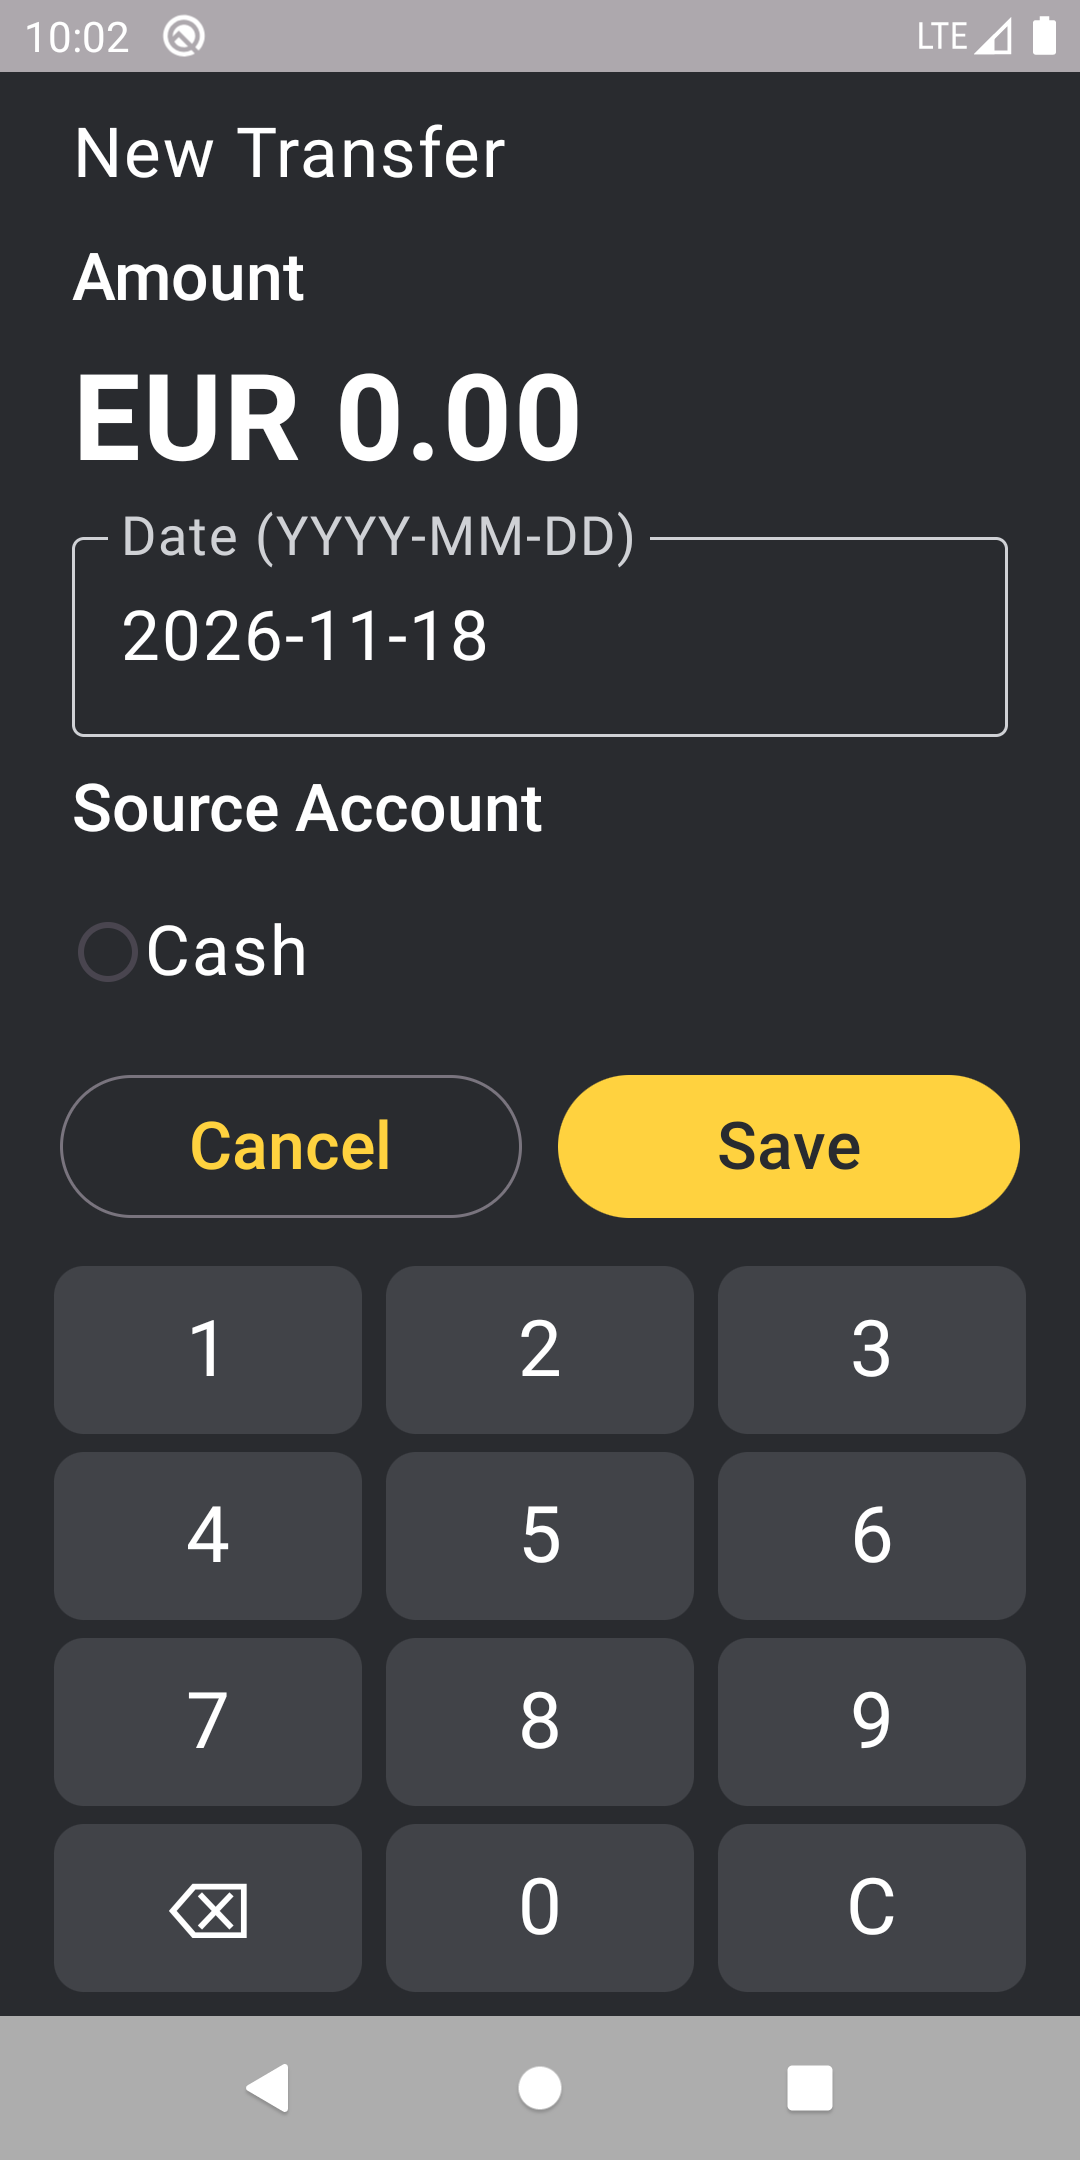 10:02
LTE
New Transfer
Amount
EUR 0.00
Date (YYYY-MM-DD)
2026-11-18
Source Account
Cash
Cancel
Save
1
2
3
4
5
6
7
8
9
0
C